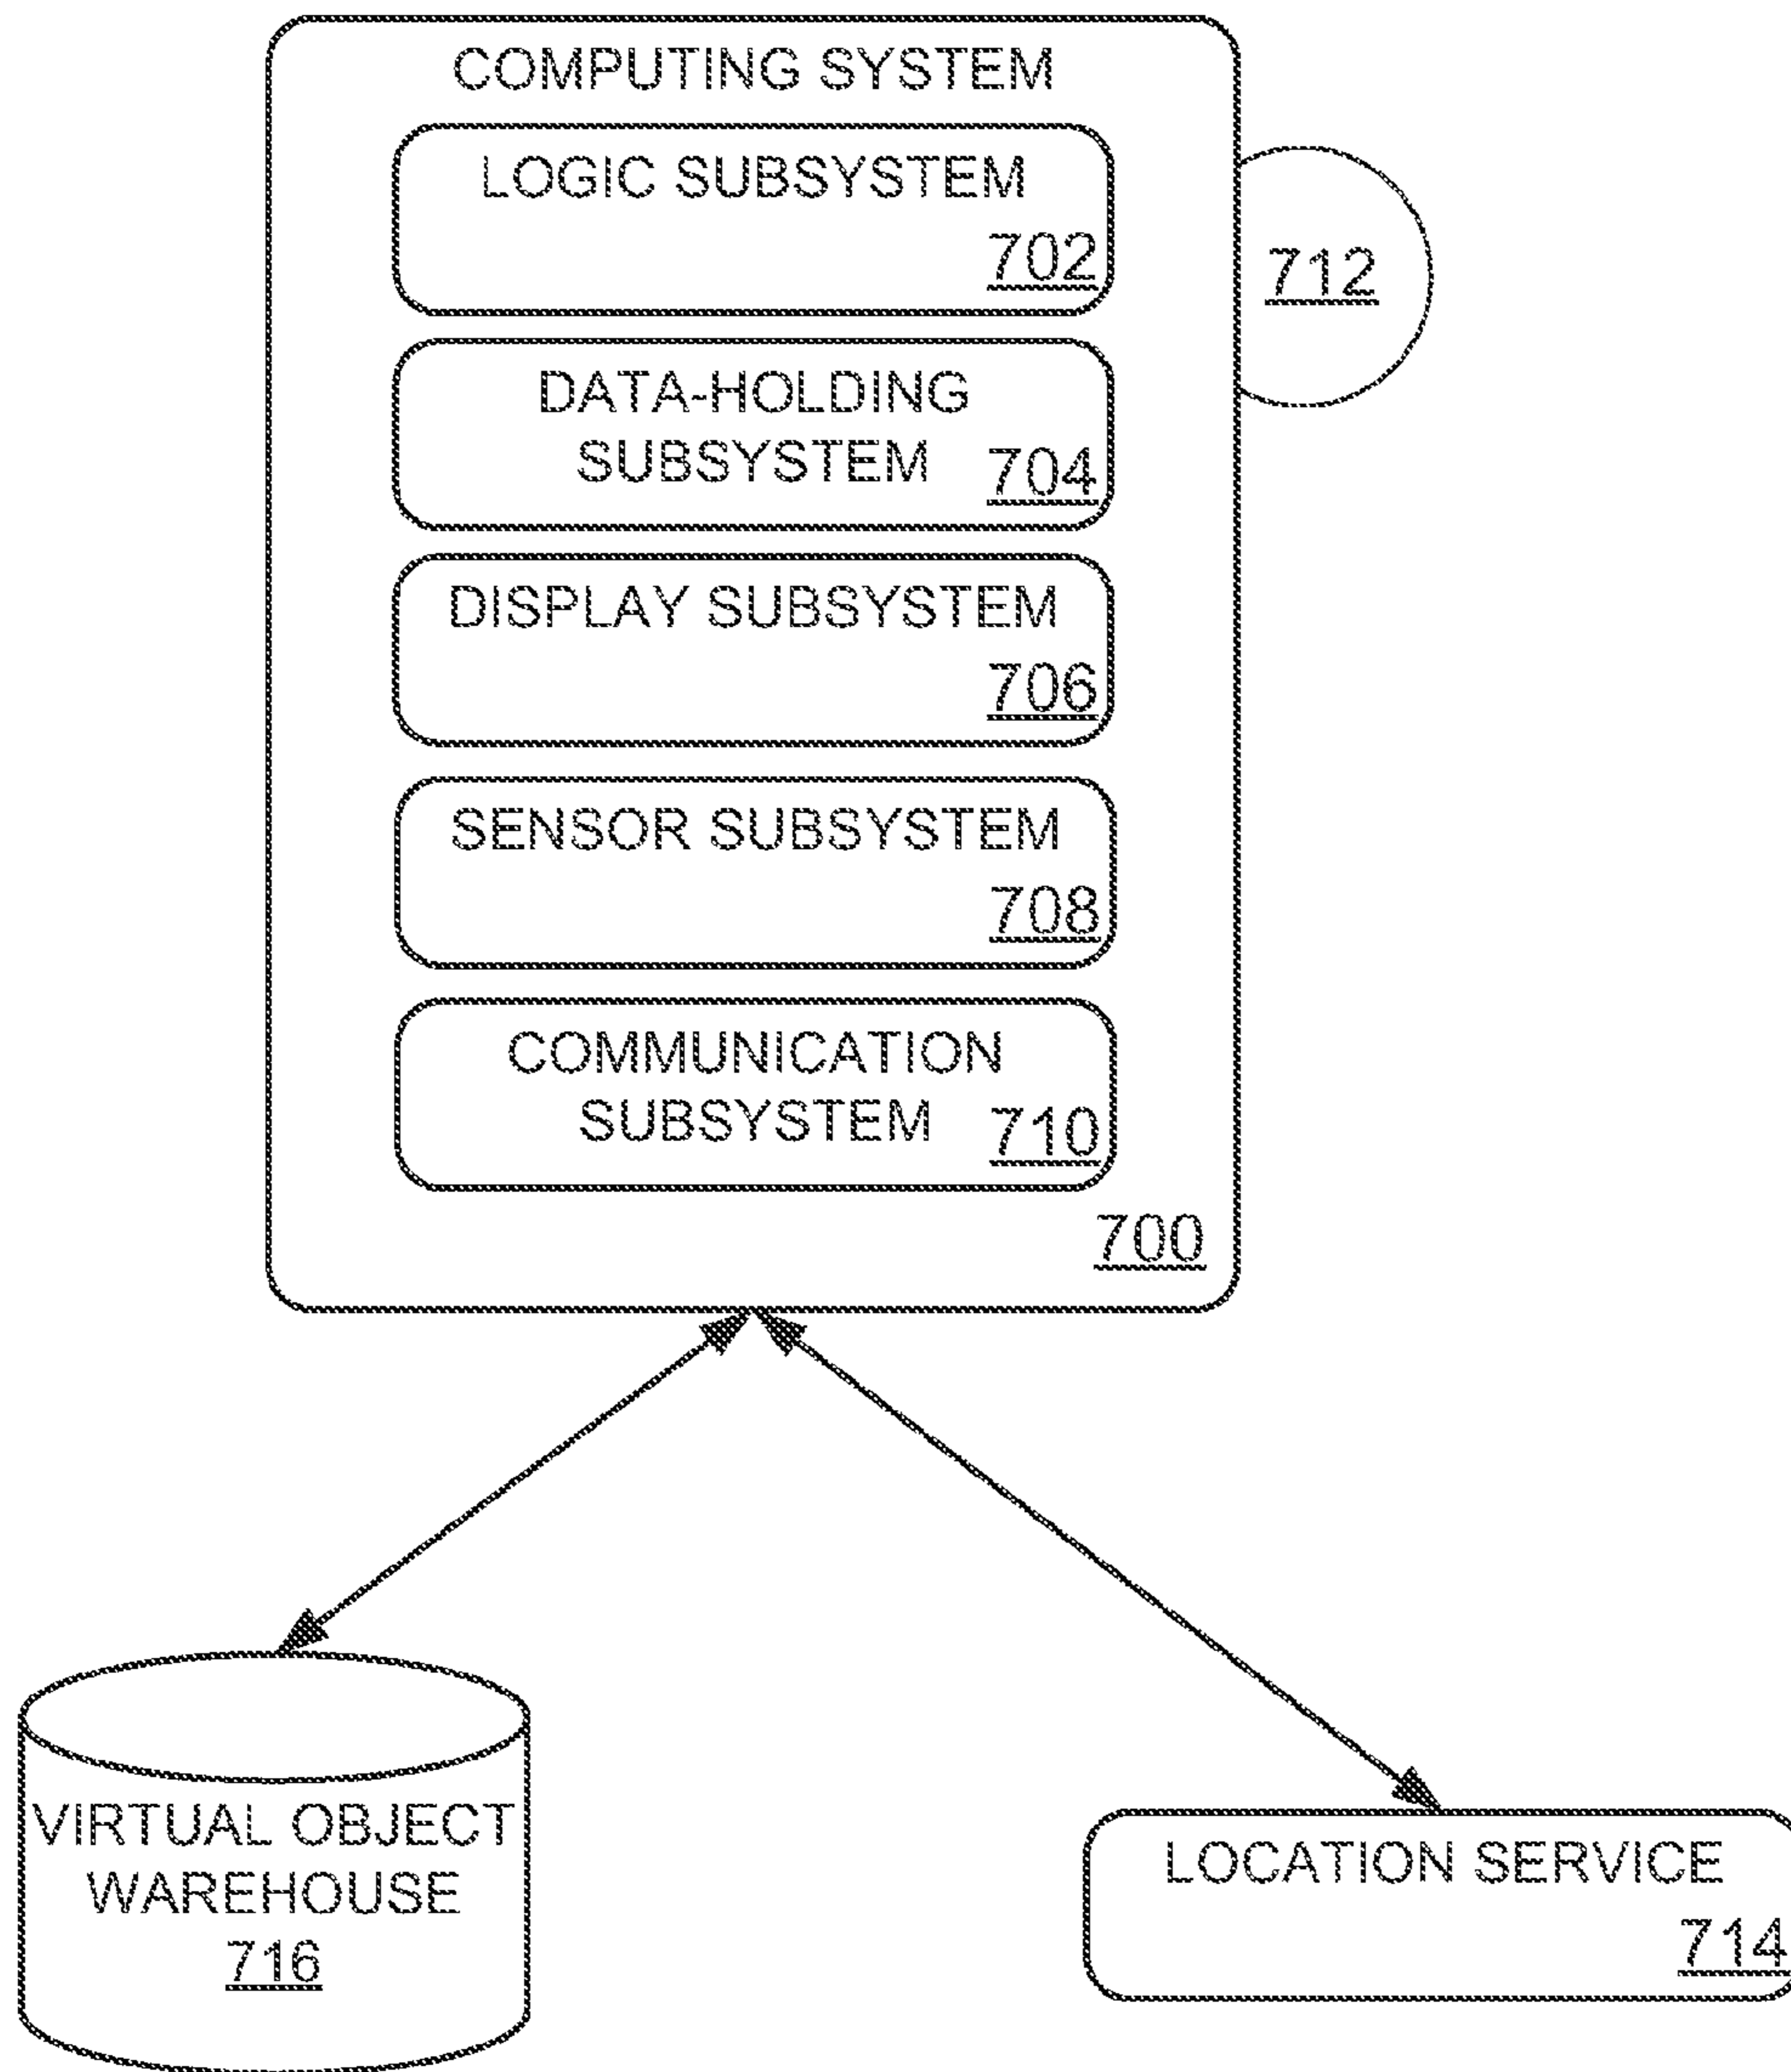 COMPUTING SYSTEM
LOGIC SUBSYSTEM
702
712
DATA-HOLDING
SUBSYSTEM 704
DISPLAY SUBSYSTEM
706
SENSOR SUBSYSTEM
708
COMMUNICATION
SUBSYSTEM 710
700
VIRTUAL OBJECT
WAREHOUSE
716
LOCATION SERVICE
714